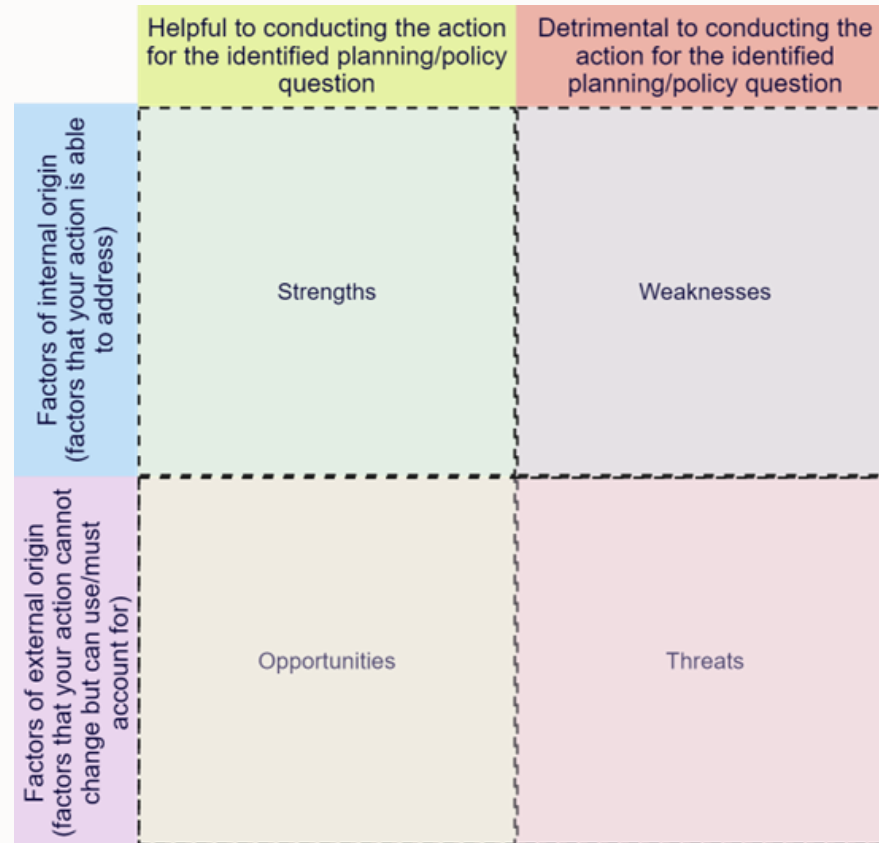 Helpful to conducting the action
for the identified planning/policy
question
Detrimental to conducting the
action for the identified
planning/policy question
Factors of internal origin
(factors that your action is able
to address)
Strengths
Weaknesses
Factors of external origin
(factors that your action cannot
change but can use/must
account for)
Opportunities
Threats